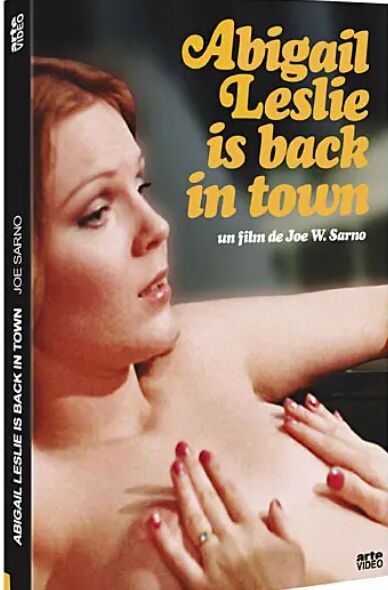 arte
VIDEO
ABIGAIL LESLIE IS BACK IN TOWN JOE SARNO
Abigail
Leslie
is back
in town
un film de Joe W. Sarno
arte
VIDEO